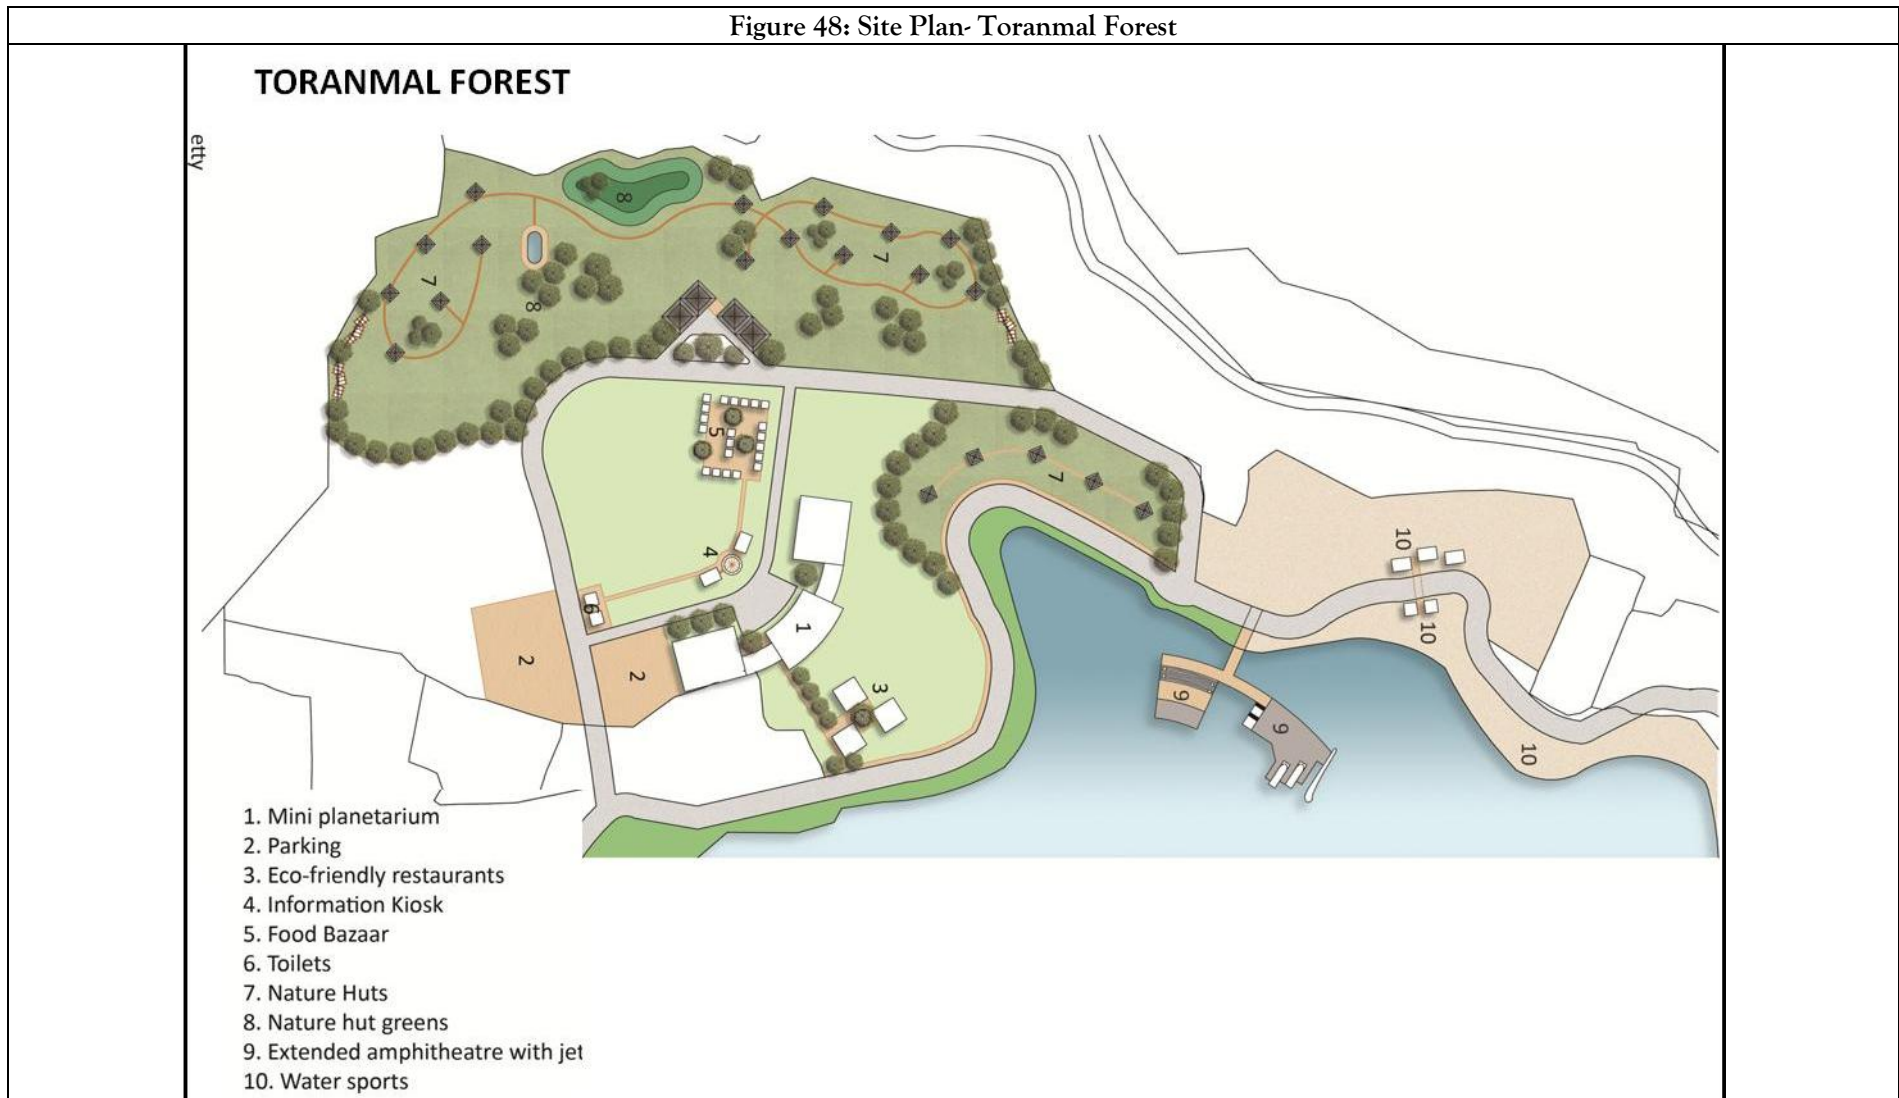 Figure 48: Site Plan- Toranmal Forest
TORANMAL FOREST
etty
8
7
7
8
5
7
4
10
6
10
1
2
2
3
9
9
10
1. Mini planetarium
2. Parking
3. Eco-friendly restaurants
4. Information Kiosk
5. Food Bazaar
6. Toilets
7. Nature Huts
8. Nature hut greens
9. Extended amphitheatre with jet
10. Water sports